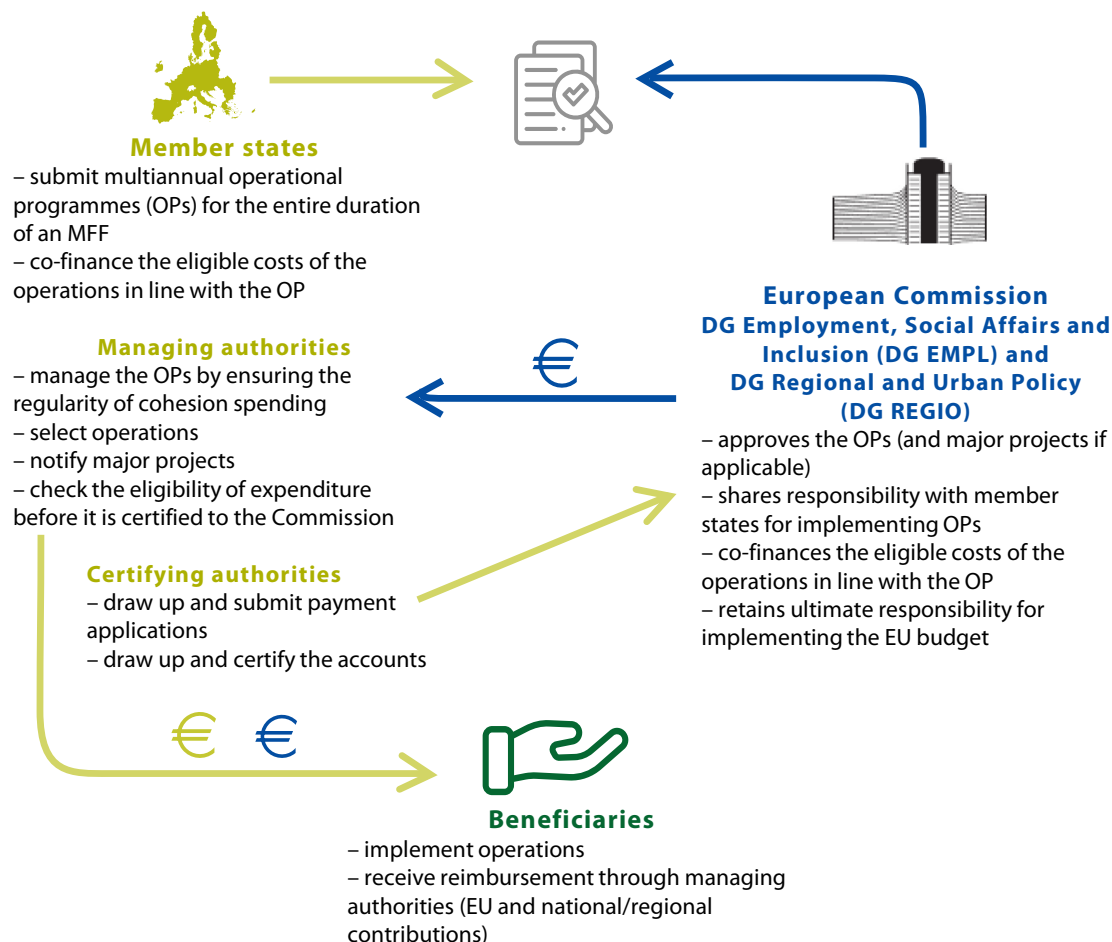 Member states
– submit multiannual operational
programmes (OPs) for the entire duration
of an MFF
– co-finance the eligible costs of the
operations in line with the OP
Managing authorities
– manage the OPs by ensuring the
regularity of cohesion spending
– select operations
– notify major projects
– check the eligibility of expenditure
before it is certified to the Commission
Certifying authorities
– draw up and submit payment
applications
– draw up and certify the accounts
€
European Commission
DG Employment, Social Affairs and
Inclusion (DG EMPL) and
DG Regional and Urban Policy
(DG REGIO)
– approves the OPs (and major projects if
applicable)
– shares responsibility with member
states for implementing OPs
– co-finances the eligible costs of the
operations in line with the OP
– retains ultimate responsibility for
implementing the EU budget
€ €
Beneficiaries
– implement operations
– receive reimbursement through managing
authorities (EU and national/regional
contributions)